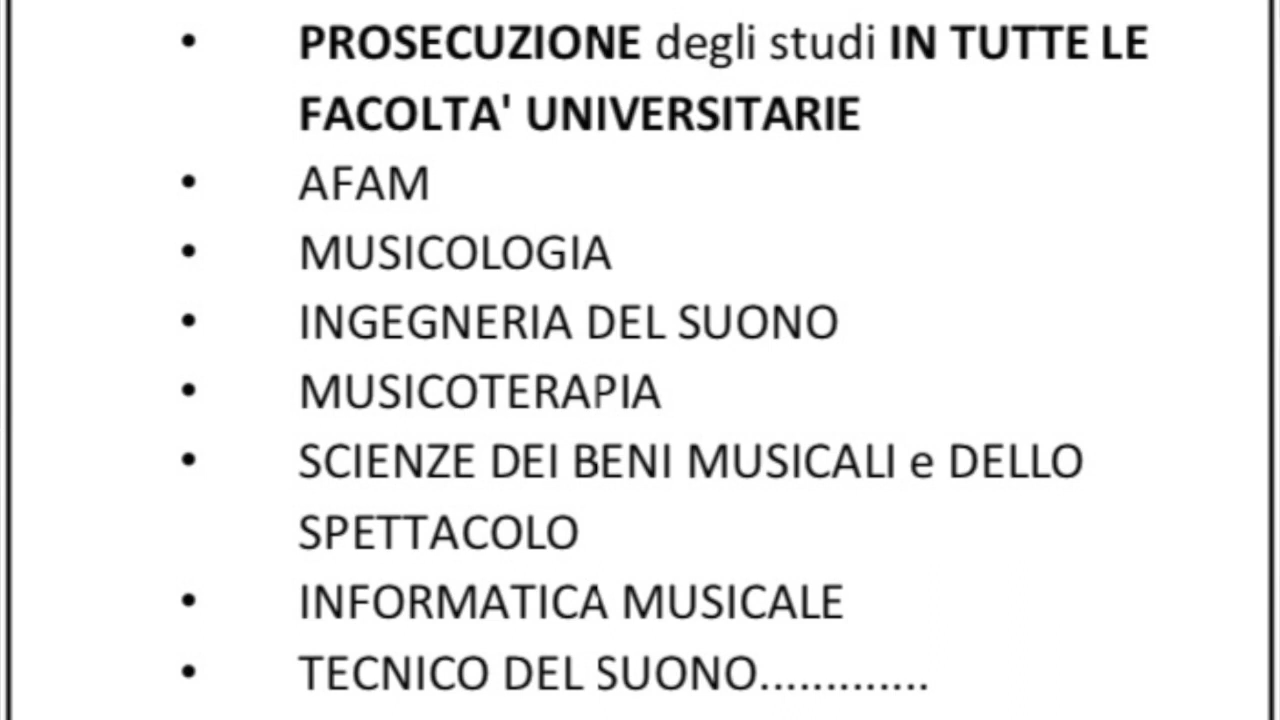 • PROSECUZIONE degli studi IN TUTTE LE
FACOLTA' UNIVERSITARIE
• AFAM
• MUSICOLOGIA
• INGEGNERIA DEL SUONO
• MUSICOTERAPIA
• SCIENZE DEI BENI MUSICALI e DELLO
SPETTACOLO
• INFORMATICA MUSICALE
• TECNICO DEL SUONO.............